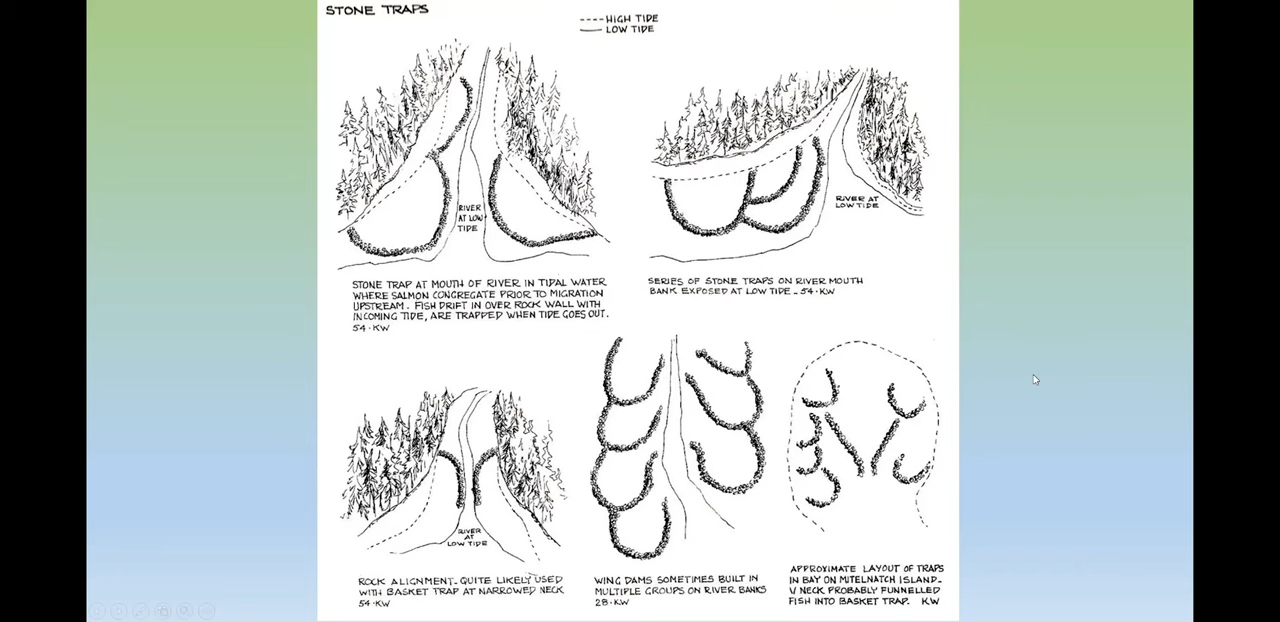 STONE TRAPS
HIGH TIDE
LOW TIDE
RIVER
AT LOW
TIDE
RIVER AT
LOW TIDE
STONE TRAP AT MOUTH OF RIVER IN TIDAL WATER
WHERE SALMON CONGREGATE PRIOR TO MIGRATION
UPSTREAM. FISH DRIFT IN OVER ROCK WALL WITH
INCOMING TIDE, ARE TRAPPED WHEN TIDE GOES OUT.
54·KW
SERIES OF STONE TRAPS ON RIVER MOUTH
BANK EXPOSED AT LOW TIDE_ 54·KW
RIVER
AT
LOW TIDE
ROCK ALIGNMENT_ QUITE LIKELY USED
WITH BASKET TRAP AT NARROWED NECK
54·KW
WING DAMS SOMETIMES BUILT IN
MULTIPLE GROUPS ON RIVER BANKS
28·KW
APPROXIMATE LAYOUT OF TRAPS
IN BAY ON MITELNATCH ISLAND_
V NECK PROBABLY FUNNELLED
FISH INTO BASKET TRAP. KW